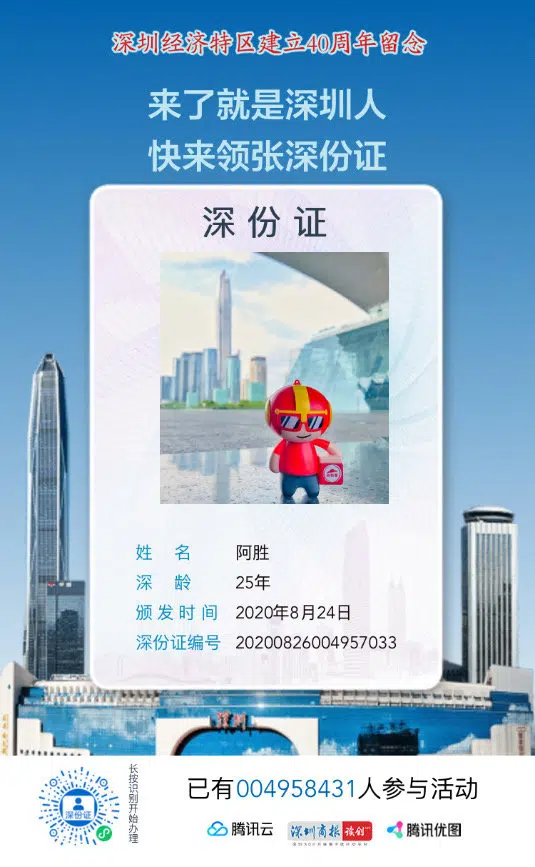 深圳经济特区建立40周年留念
来了就是深圳人
快来领张深份证
深份证
姓名 阿胜
深龄 25年
颁发时间 2020年8月24日
深份证编号 20200826004957033
深圳
长按识别开始办理
深份证
已有004958431人参与活动
腾讯云 深圳商报 读创 腾讯优图